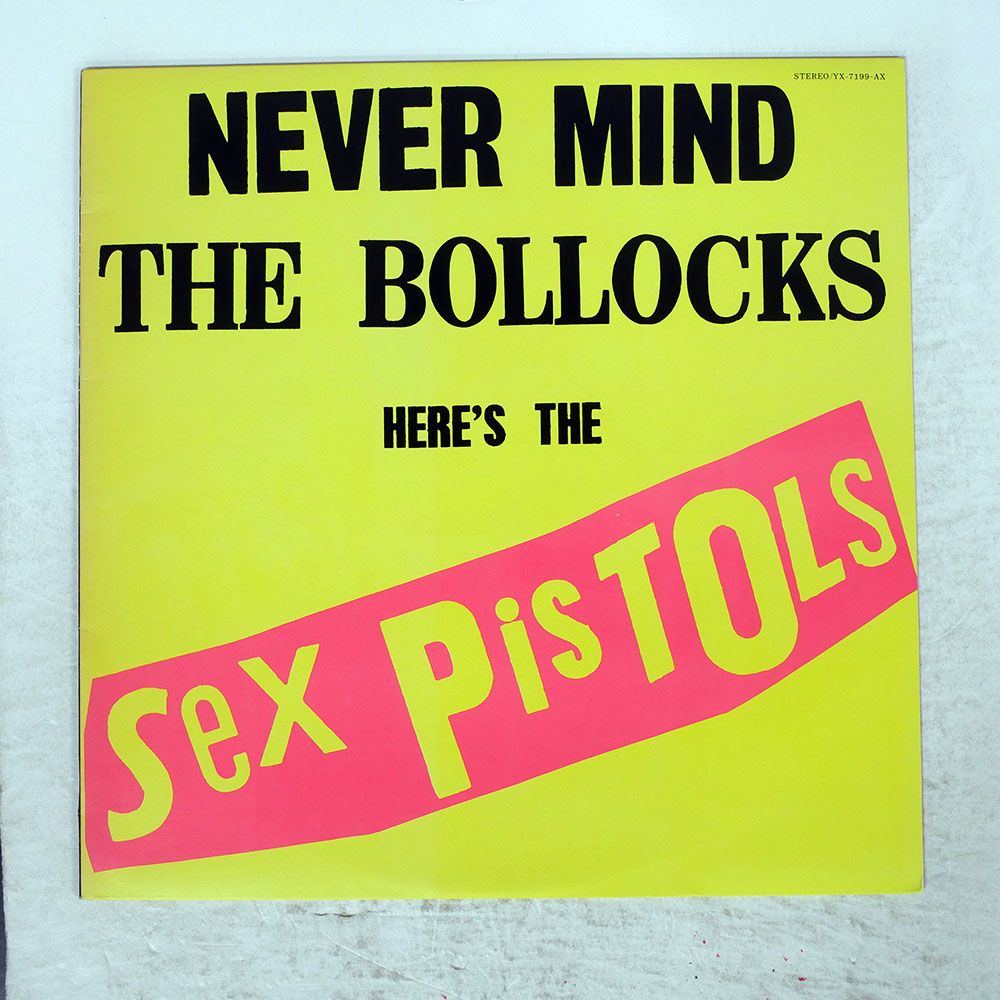 STEREO/YX-7199-AX
NEVER MIND
THE BOLLOCKS
HERE'S THE
SeX PiSTOLS